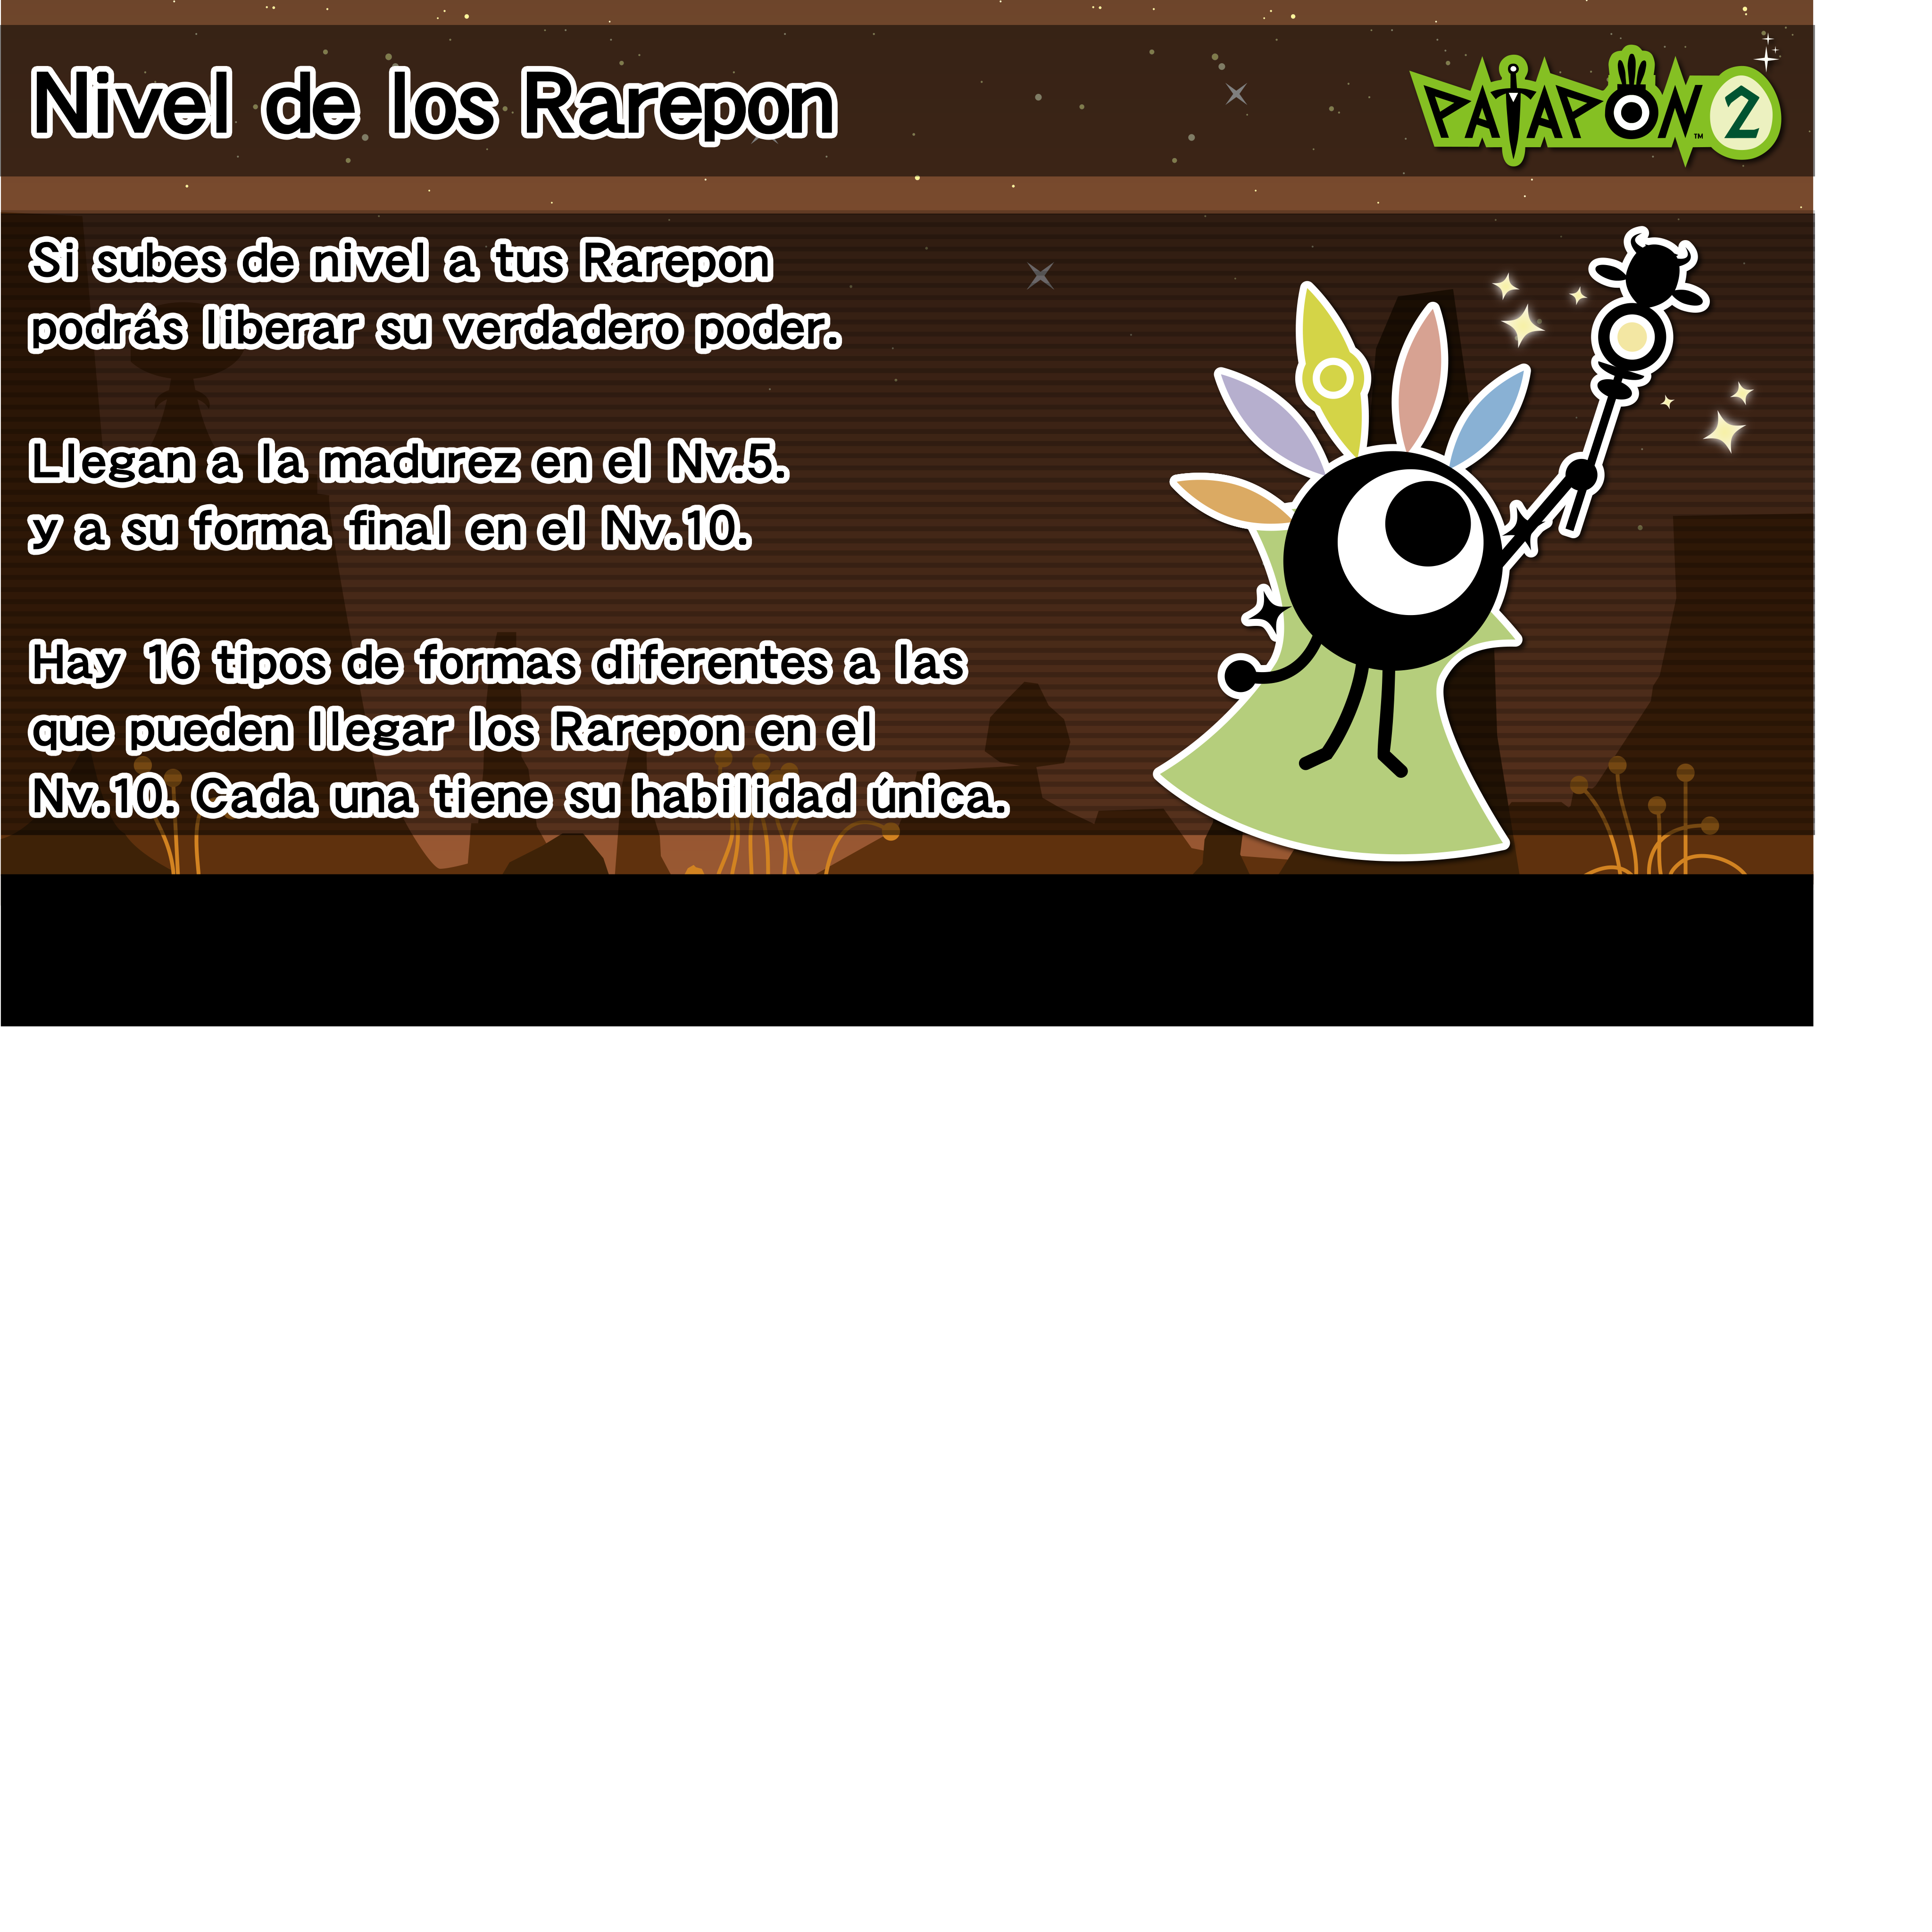 Nivel de los Rarepon
PATAPON™ 2
Si subes de nivel a tus Rarepon
podrás liberar su verdadero poder.
Llegan a la madurez en el Nv.5.
y a su forma final en el Nv.10.
Hay 16 tipos de formas diferentes a las
que pueden llegar los Rarepon en el
Nv.10. Cada una tiene su habilidad única.